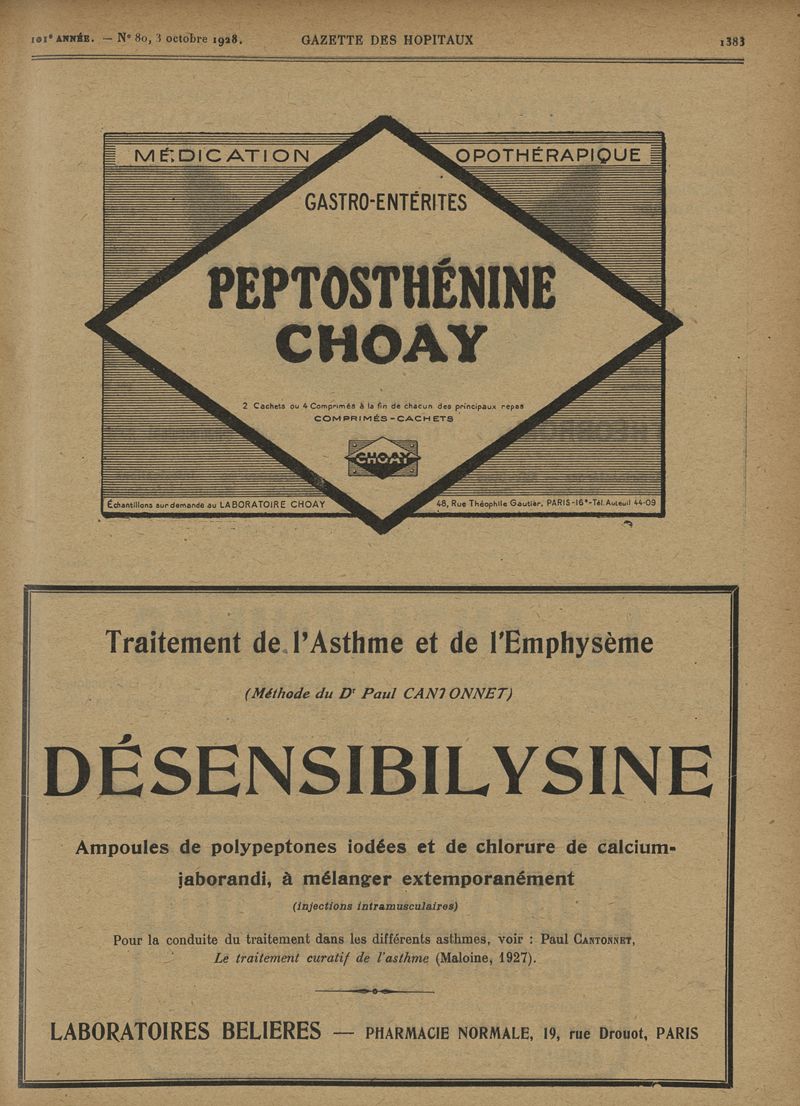 101e ANNÉE. — N° 80, 3 octobre 1928. GAZETTE DES HOPITAUX 1383
MÉDICATION OPOTHÉRAPIQUE
GASTRO-ENTÉRITES
PEPTOSTHÉNINE
CHOAY
2 Cachets ou 4 Comprimés à la fin de chacun des principaux repas
COMPRIMÉS-CACHETS
CHOAY
Échantillons sur demande au LABORATOIRE CHOAY 48, Rue Théophile Gautier, PARIS-16e-Tél. Auteuil 44-09
Traitement de l'Asthme et de l'Emphysème
(Méthode du Dr Paul CANTONNET)
DÉSENSIBILYSINE
Ampoules de polypeptones iodées et de chlorure de calcium-
jaborandi, à mélanger extemporanément
(injections intramusculaires)
Pour la conduite du traitement dans les différents asthmes, voir : Paul CANTONNET,
Le traitement curatif de l'asthme (Maloine, 1927).
LABORATOIRES BELIERES — PHARMACIE NORMALE, 19, rue Drouot, PARIS